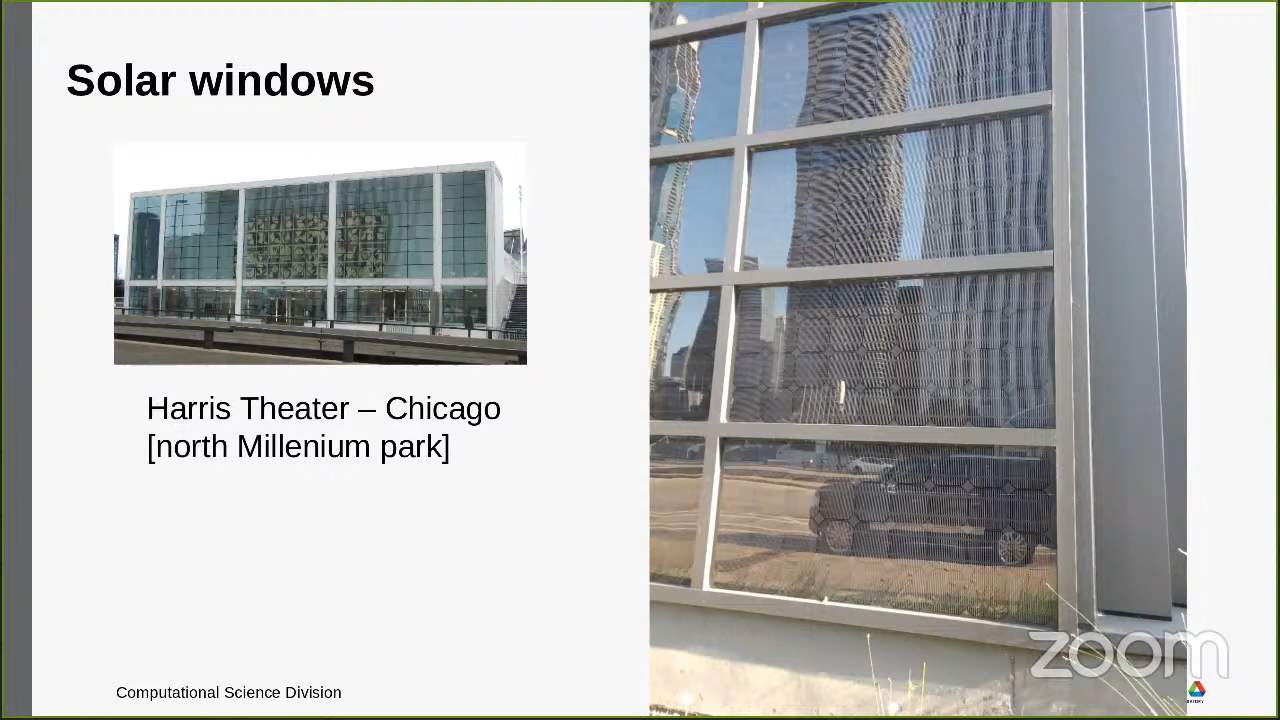 Solar windows
Harris Theater – Chicago
[north Millenium park]
Computational Science Division
zoom